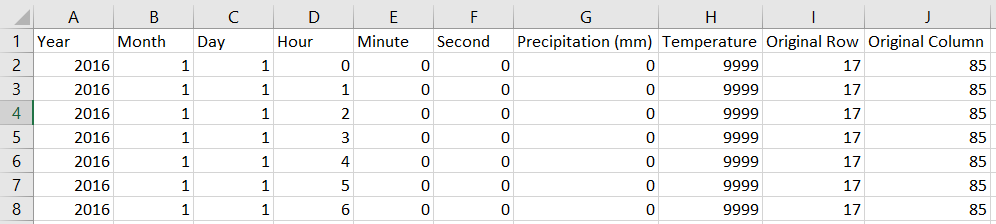 A B C D E F G H I J
1 Year Month Day Hour Minute Second Precipitation (mm) Temperature Original Row Original Column
2 2016 1 1 0 0 0 0 9999 17 85
3 2016 1 1 1 0 0 0 9999 17 85
4 2016 1 1 2 0 0 0 9999 17 85
5 2016 1 1 3 0 0 0 9999 17 85
6 2016 1 1 4 0 0 0 9999 17 85
7 2016 1 1 5 0 0 0 9999 17 85
8 2016 1 1 6 0 0 0 9999 17 85